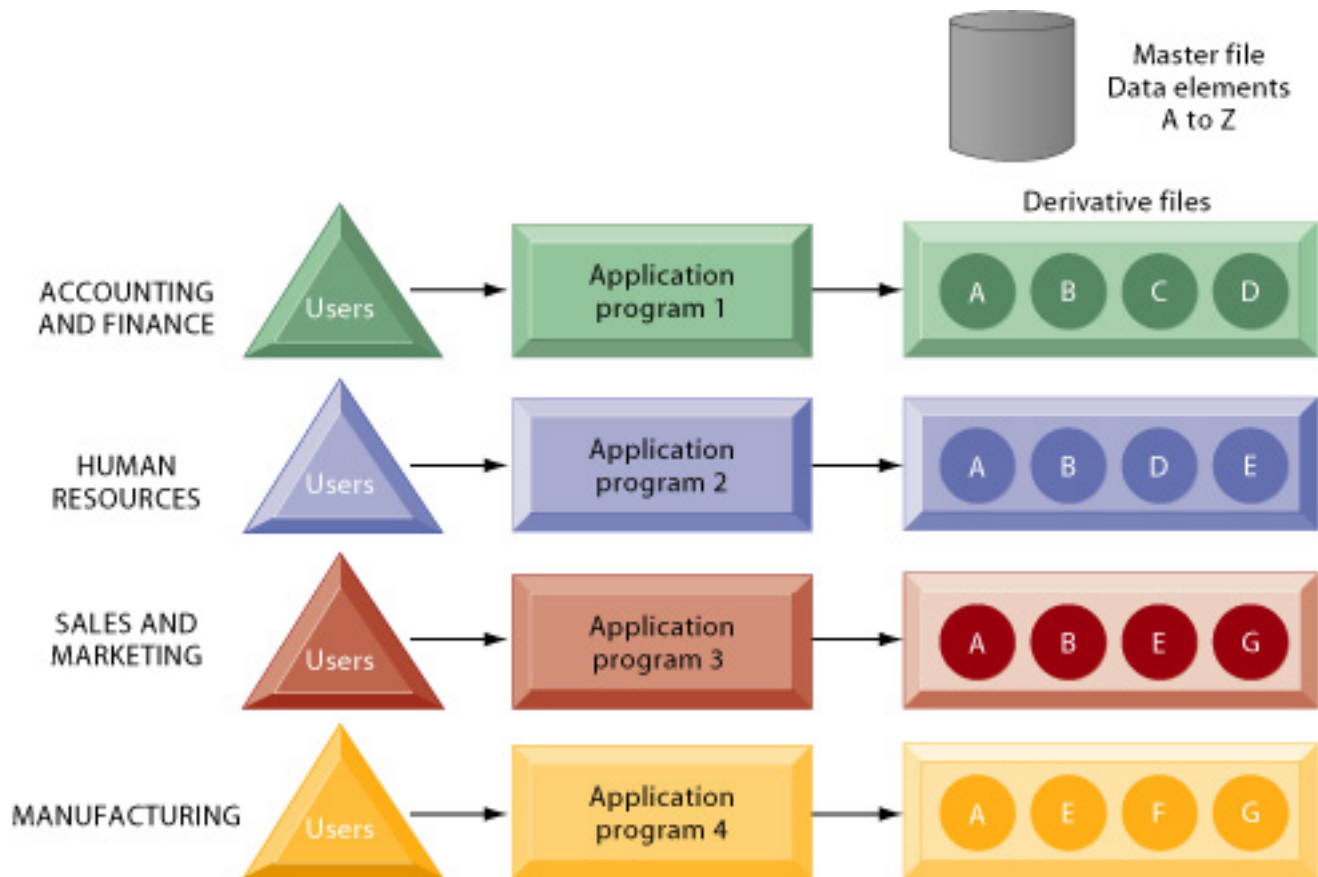 Master file
Data elements
A to Z
Derivative files
ACCOUNTING
AND FINANCE
Users
Application
program 1
A B C D
HUMAN
RESOURCES
Users
Application
program 2
A B D E
SALES AND
MARKETING
Users
Application
program 3
A B E G
MANUFACTURING
Users
Application
program 4
A E F G